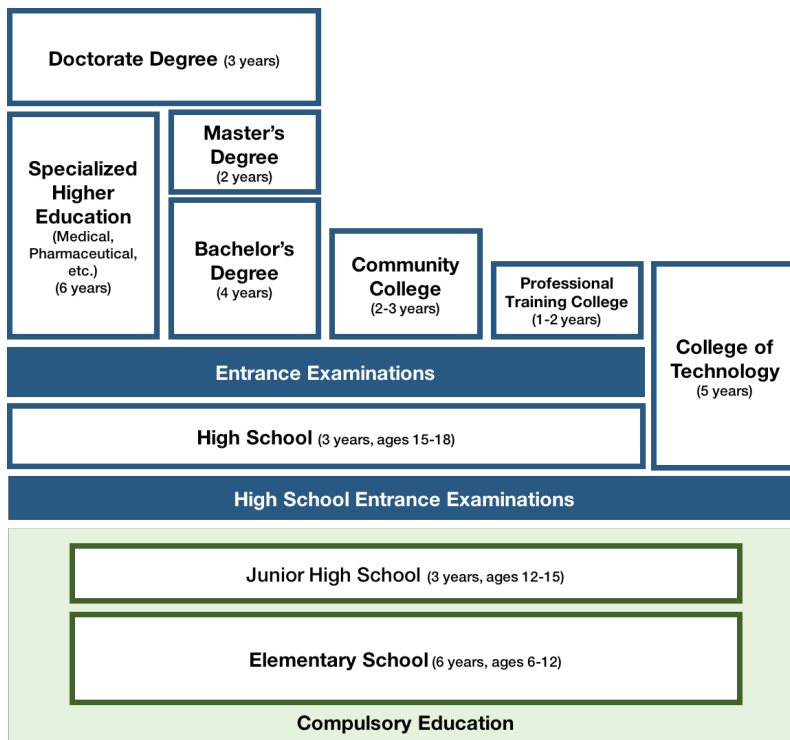 Doctorate Degree (3 years)
Specialized
Higher
Education
(Medical,
Pharmaceutical,
etc.)
(6 years)
Master’s
Degree
(2 years)
Bachelor’s
Degree
(4 years)
Community
College
(2-3 years)
Professional
Training College
(1-2 years)
College of
Technology
(5 years)
Entrance Examinations
High School (3 years, ages 15-18)
High School Entrance Examinations
Junior High School (3 years, ages 12-15)
Elementary School (6 years, ages 6-12)
Compulsory Education